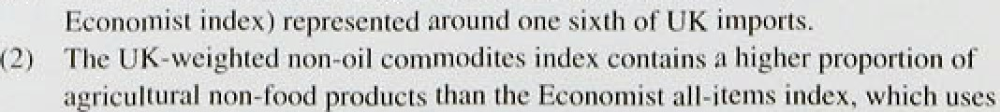 Economist index) represented around one sixth of UK imports.
(2) The UK-weighted non-oil commodites index contains a higher proportion of
agricultural non-food products than the Economist all-items index, which uses